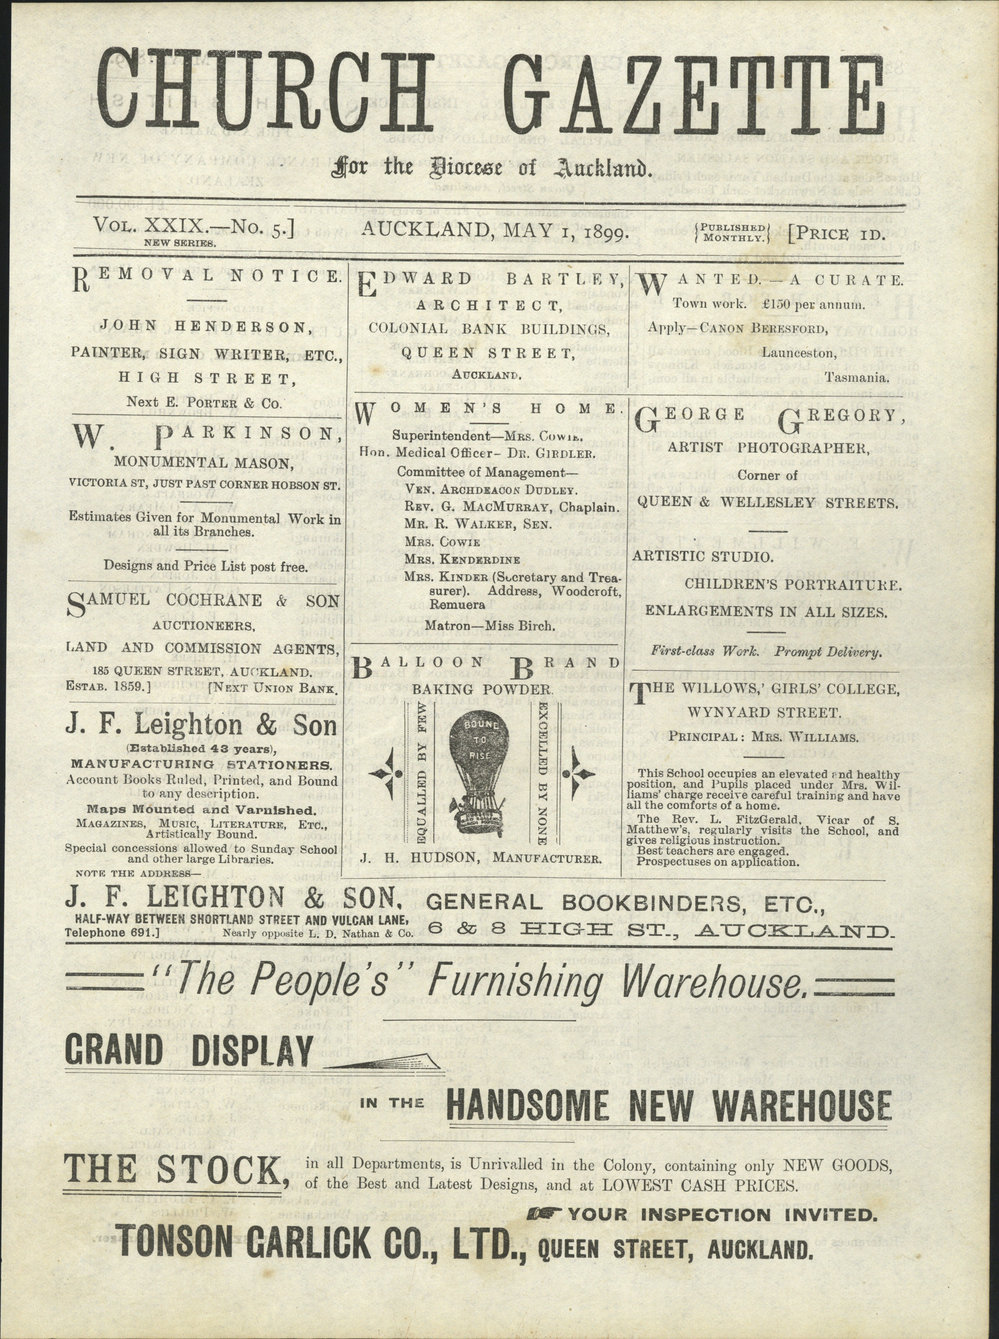 CHURCH GAZETTE
For the Diocese of Auckland.
VOL. XXIX.—No. 5.]
NEW SERIES.
AUCKLAND, MAY 1, 1899.
{PUBLISHED MONTHLY.}
[PRICE 1D.
REMOVAL NOTICE.
JOHN HENDERSON,
PAINTER, SIGN WRITER, ETC.,
HIGH STREET,
Next E. PORTER & Co.
W. PARKINSON,
MONUMENTAL MASON,
VICTORIA ST, JUST PAST CORNER HOBSON ST.
Estimates Given for Monumental Work in
all its Branches.
Designs and Price List post free.
SAMUEL COCHRANE & SON
AUCTIONEERS,
LAND AND COMMISSION AGENTS,
185 QUEEN STREET, AUCKLAND.
ESTAB. 1859.] [NEXT UNION BANK.
J. F. Leighton & Son
(Established 43 years),
MANUFACTURING STATIONERS.
Account Books Ruled, Printed, and Bound
to any description.
Maps Mounted and Varnished.
MAGAZINES, MUSIC, LITERATURE, ETC.,
Artistically Bound.
Special concessions allowed to Sunday School
and other large Libraries.
NOTE THE ADDRESS—
EDWARD BARTLEY,
ARCHITECT,
COLONIAL BANK BUILDINGS,
QUEEN STREET,
AUCKLAND.
WOMEN'S HOME.
Superintendent—MRS. COWIE.
Hon. Medical Officer- DR. GIRDLER.
Committee of Management—
VEN. ARCHDEACON DUDLEY.
REV. G. MACMURRAY, Chaplain.
MR. R. WALKER, SEN.
MRS. COWIE
MRS. KENDERDINE
MRS. KINDER (Secretary and Trea-
surer). Address, Woodcroft,
Remuera
Matron—Miss Birch.
BALLOON BRAND
BAKING POWDER.
EQUALLED BY FEW
BOUND
TO
RISE
EXCELLED BY NONE
J. H. HUDSON, MANUFACTURER.
WANTED.—A CURATE.
Town work. £150 per annum.
Apply—CANON BERESFORD,
Launceston,
Tasmania.
GEORGE GREGORY,
ARTIST PHOTOGRAPHER,
Corner of
QUEEN & WELLESLEY STREETS.
ARTISTIC STUDIO.
CHILDREN'S PORTRAITURE.
ENLARGEMENTS IN ALL SIZES.
First-class Work. Prompt Delivery.
THE WILLOWS,' GIRLS' COLLEGE,
WYNYARD STREET.
PRINCIPAL: MRS. WILLIAMS.
This School occupies an elevated and healthy
position, and Pupils placed under Mrs. Wil-
liams' charge receive careful training and have
all the comforts of a home.
The Rev. L. FitzGerald, Vicar of S.
Matthew's, regularly visits the School, and
gives religious instruction.
Best teachers are engaged.
Prospectuses on application.
J. F. LEIGHTON & SON, GENERAL BOOKBINDERS, ETC.,
HALF-WAY BETWEEN SHORTLAND STREET AND VULCAN LANE,
Telephone 691.] Nearly opposite L. D. Nathan & Co. 6 & 8 HIGH ST., AUCKLAND.
"The People's" Furnishing Warehouse.
GRAND DISPLAY
IN THE HANDSOME NEW WAREHOUSE
THE STOCK, in all Departments, is Unrivalled in the Colony, containing only NEW GOODS,
of the Best and Latest Designs, and at LOWEST CASH PRICES.
YOUR INSPECTION INVITED.
TONSON GARLICK CO., LTD., QUEEN STREET, AUCKLAND.